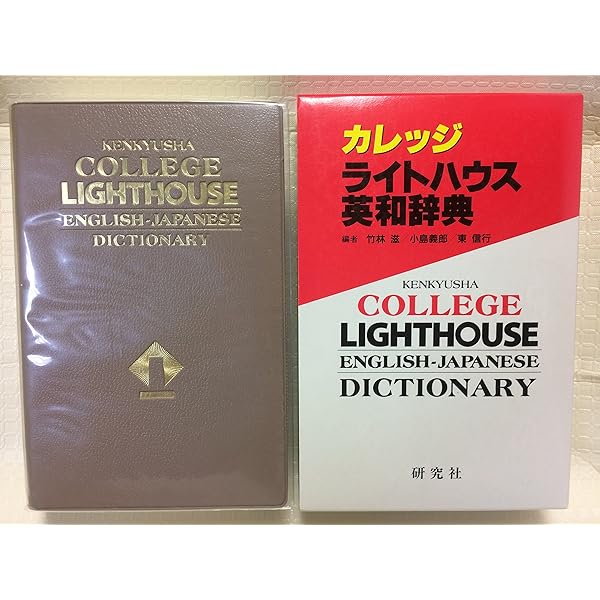 KENKYUSHA
COLLEGE
LIGHTHOUSE
ENGLISH-JAPANESE
DICTIONARY
カレッジ
ライトハウス
英和辞典
編者 竹林 滋 小島義郎 東 信行
KENKYUSHA
COLLEGE
LIGHTHOUSE
ENGLISH-JAPANESE
DICTIONARY
研究社